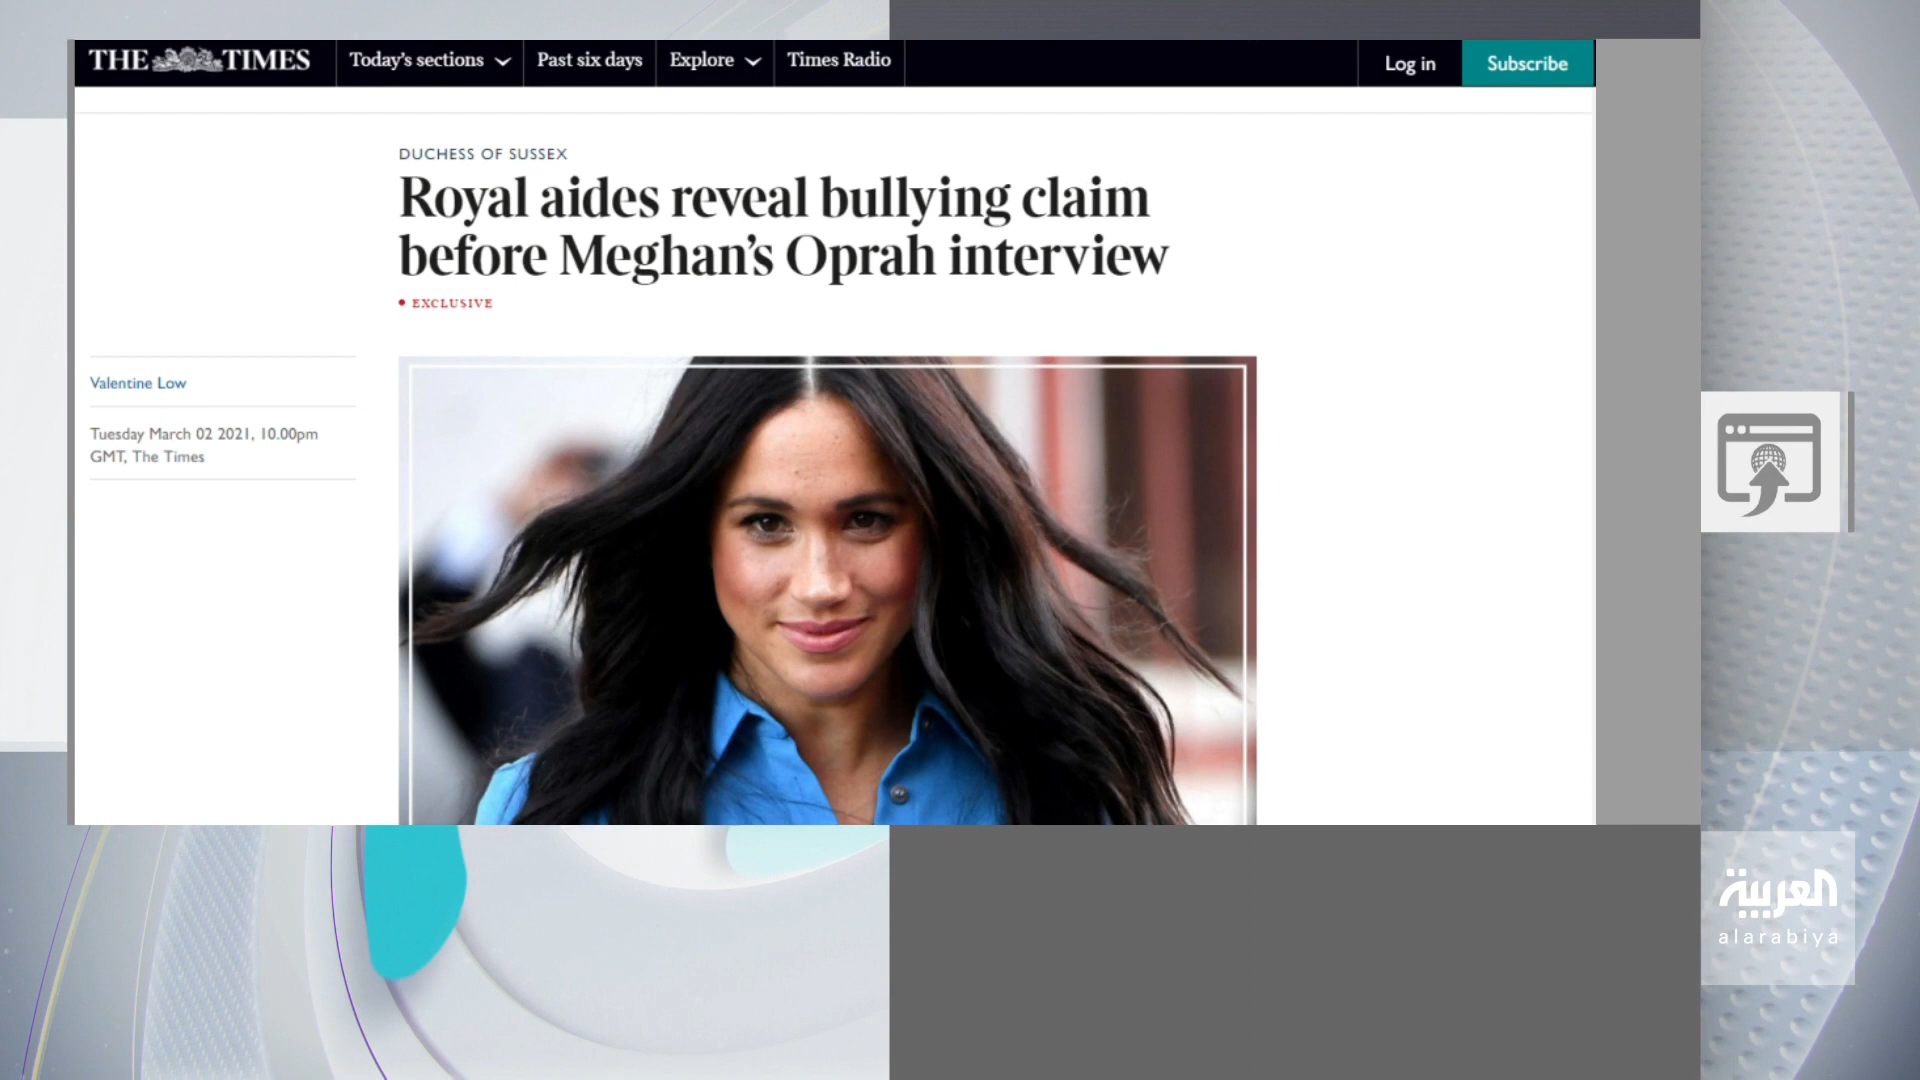 THE TIMES
Today's sections
Past six days
Explore
Times Radio
Log in
Subscribe
DUCHESS OF SUSSEX
Royal aides reveal bullying claim
before Meghan's Oprah interview
• EXCLUSIVE
Valentine Low
Tuesday March 02 2021, 10.00pm
GMT, The Times
العربية
alarabiya